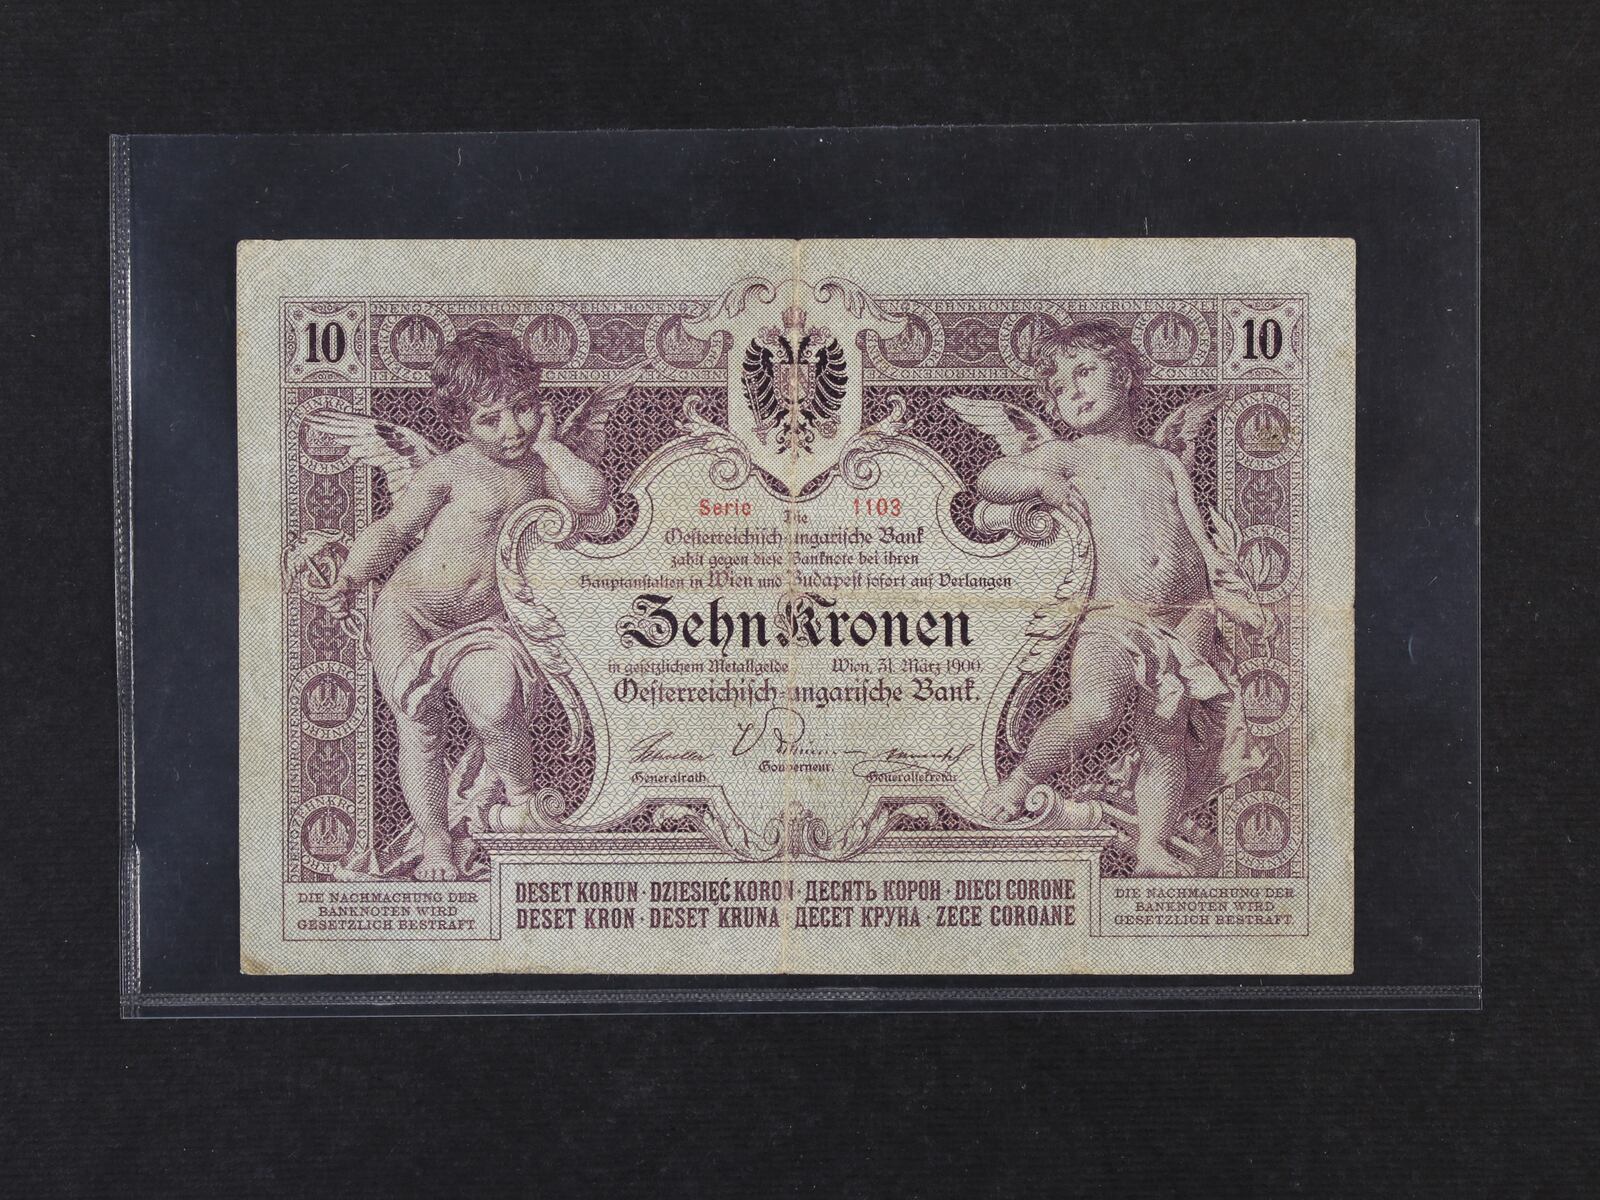 10
10
Serie 1103
Die
Oesterreichisch-ungarische Bank
zahlt gegen diese Banknote bei ihren
Hauptanstalten in Wien und Budapest sofort auf Verlangen
Zehn Kronen
in gesetzlichem Metallgelde Wien, 31. März 1900.
Oesterreichisch-ungarische Bank.
Generalrath. Gouverneur. Generalsekretär.
DIE NACHMACHUNG DER
BANKNOTEN WIRD
GESETZLICH BESTRAFT.
DESET KORUN · DZIESIĘĆ KORON · ДЕСЯТЬ КОРОН · DIECI CORONE
DESET KRON · DESET KRUNA · ДЕСЕТ КРУНА · ZECE COROANE
DIE NACHMACHUNG DER
BANKNOTEN WIRD
GESETZLICH BESTRAFT.